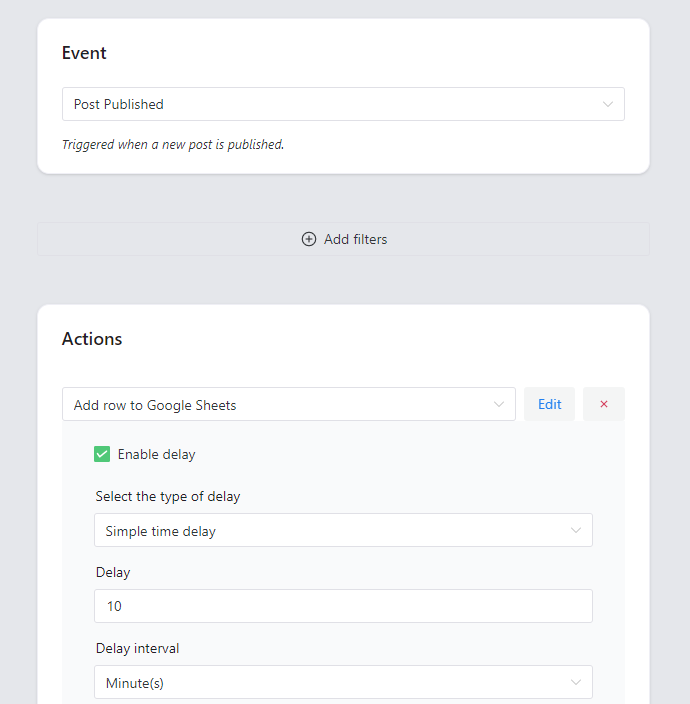 Event
Post Published
Triggered when a new post is published.
Add filters
Actions
Add row to Google Sheets
Edit
×
Enable delay
Select the type of delay
Simple time delay
Delay
10
Delay interval
Minute(s)